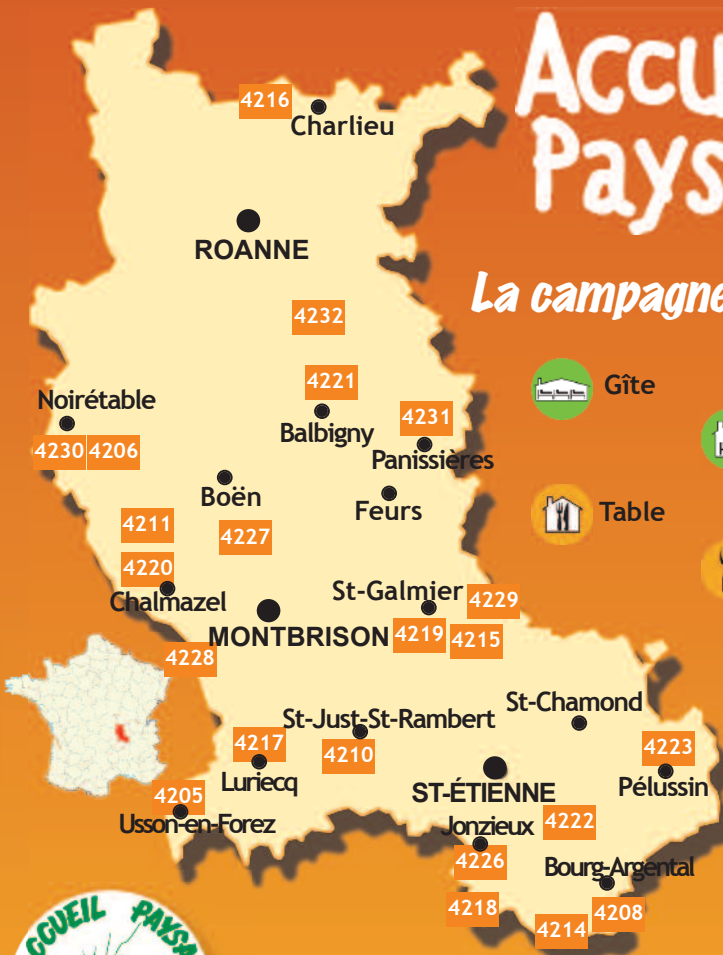 ACCU
Pays
La campagne
Gîte
Table
4216
Charlieu
ROANNE
4232
4221
Noirétable
4231
Balbigny
4230 4206
Panissières
Boën
Feurs
4211
4227
4220
St-Galmier
4229
Chalmazel
MONTBRISON
4219
4215
4228
St-Chamond
St-Just-St-Rambert
4217
4210
4223
Luriecq
ST-ÉTIENNE
Pélussin
4205
Usson-en-Forez
Jonzieux
4222
4226
Bourg-Argental
4218
4208
4214
CCUEIL PAYSA